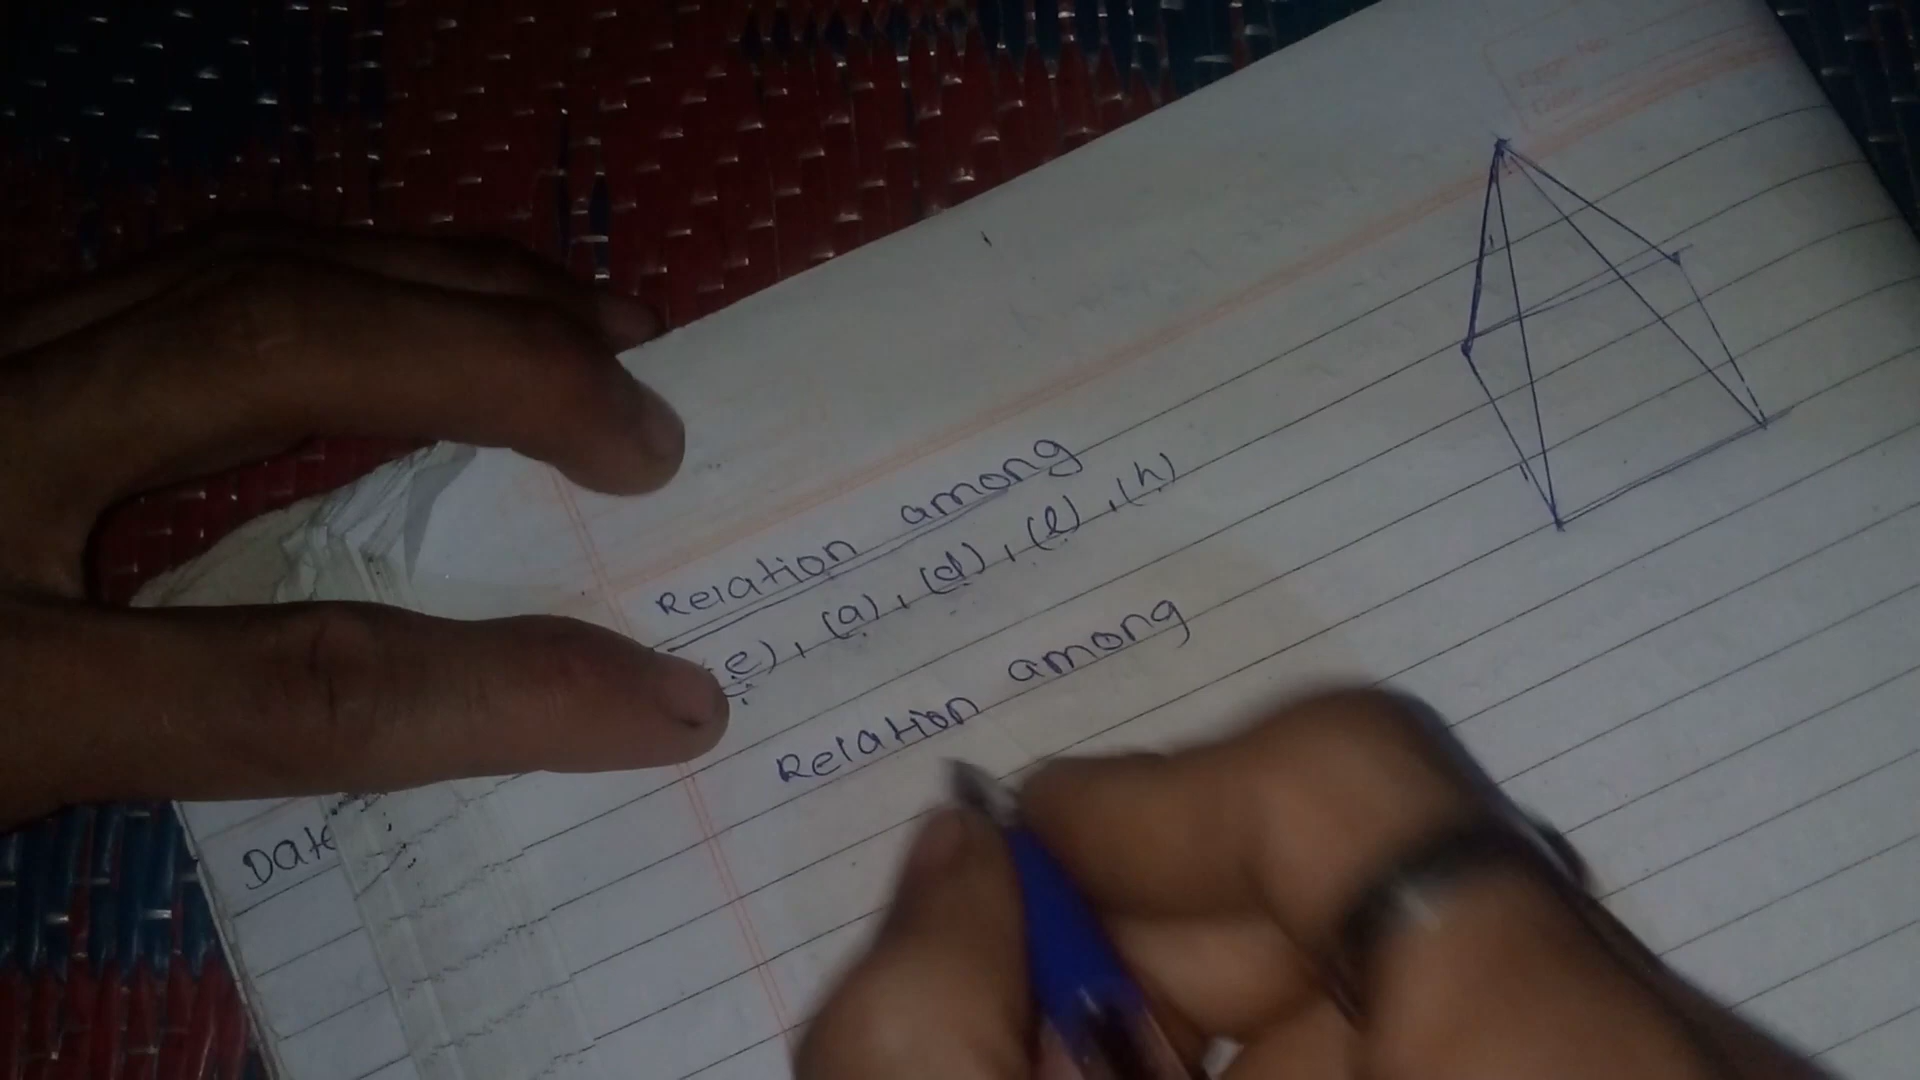 Relation among
(e), (a), (d), (l), (h)
Relation among
Date